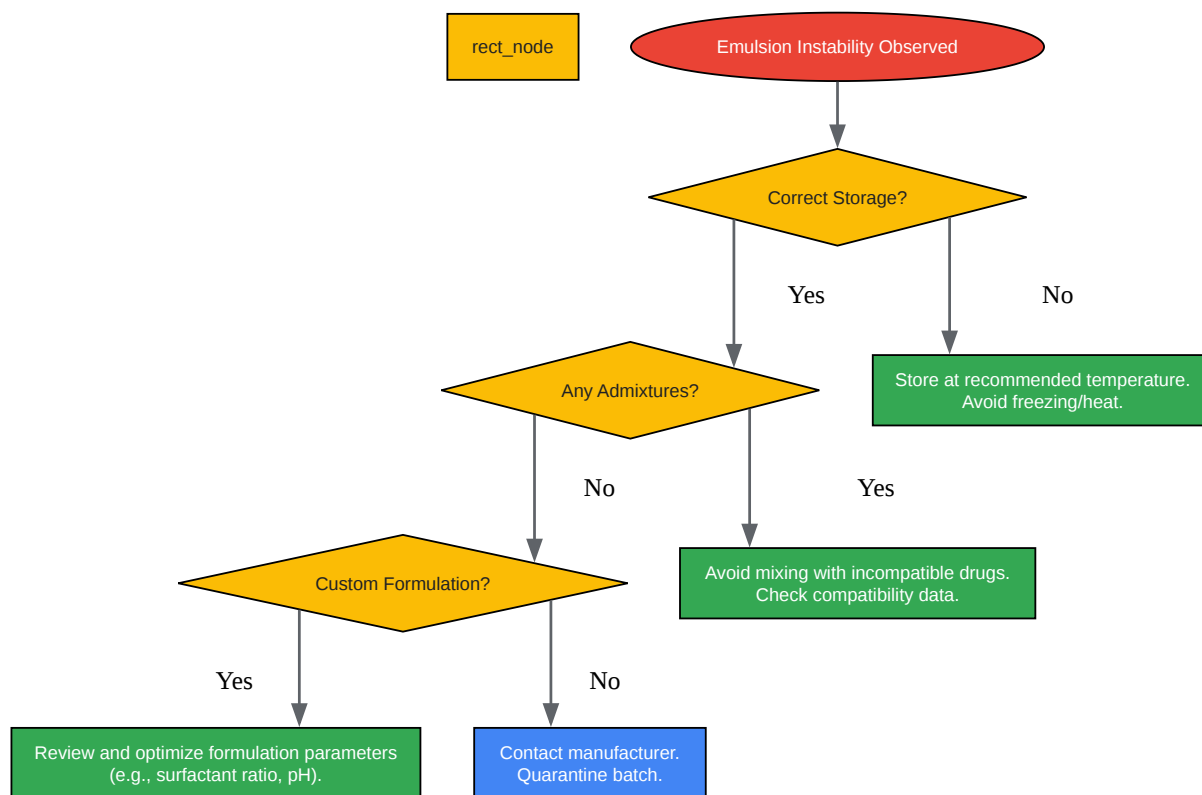 rect_node
Emulsion Instability Observed
Correct Storage?
Yes
No
Any Admixtures?
Store at recommended temperature.
Avoid freezing/heat.
No
Yes
Custom Formulation?
Avoid mixing with incompatible drugs.
Check compatibility data.
Yes
No
Review and optimize formulation parameters
(e.g., surfactant ratio, pH).
Contact manufacturer.
Quarantine batch.